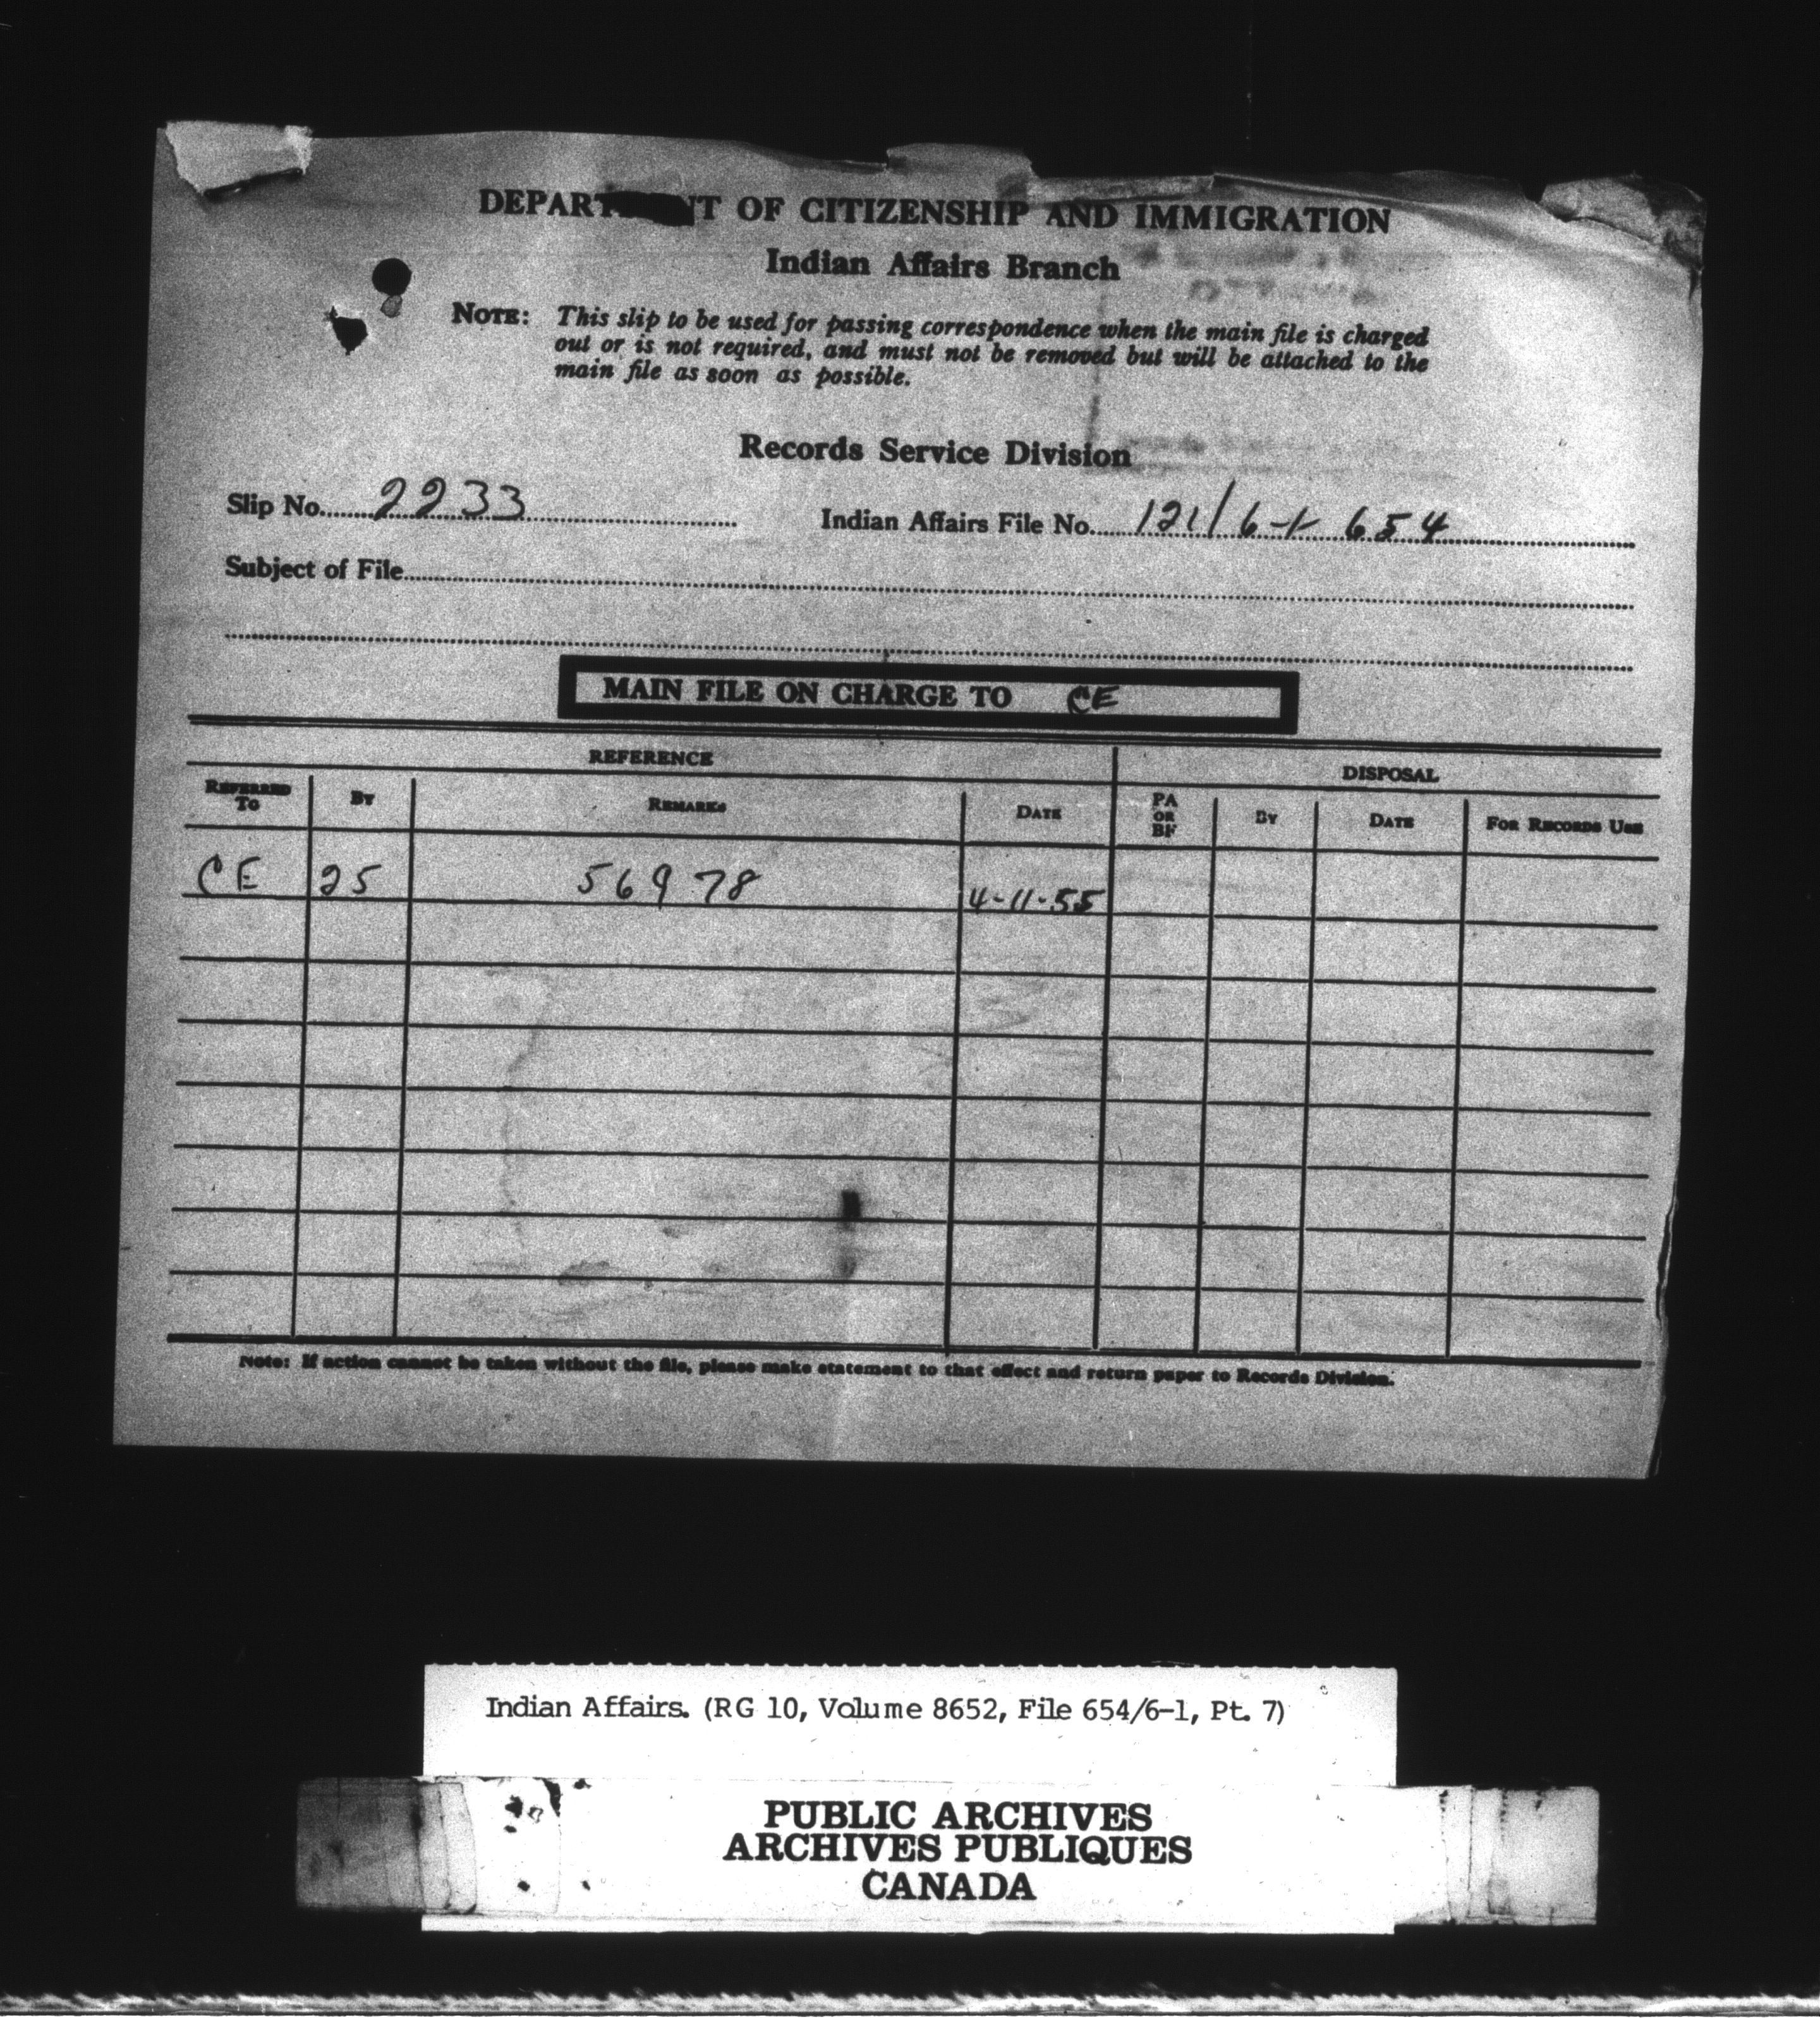 DEPARTMENT OF CITIZENSHIP AND IMMIGRATION
Indian Affairs Branch
NOTE: This slip to be used for passing correspondence when the main file is charged
out or is not required, and must not be removed but will be attached to the
main file as soon as possible.
Records Service Division
Slip No. 2233 Indian Affairs File No. 121/6-1- 654
Subject of File
MAIN FILE ON CHARGE TO CE
REFERENCE DISPOSAL
REFERRED TO BY REMARKS DATE PA OR BF BY DATE FOR RECORDS USE
CE 25 56978 4-11-55
Note: If action cannot be taken without the file, please make statement to that effect and return paper to Records Division.
Indian Affairs. (RG 10, Volume 8652, File 654/6-1, Pt. 7)
PUBLIC ARCHIVES
ARCHIVES PUBLIQUES
CANADA